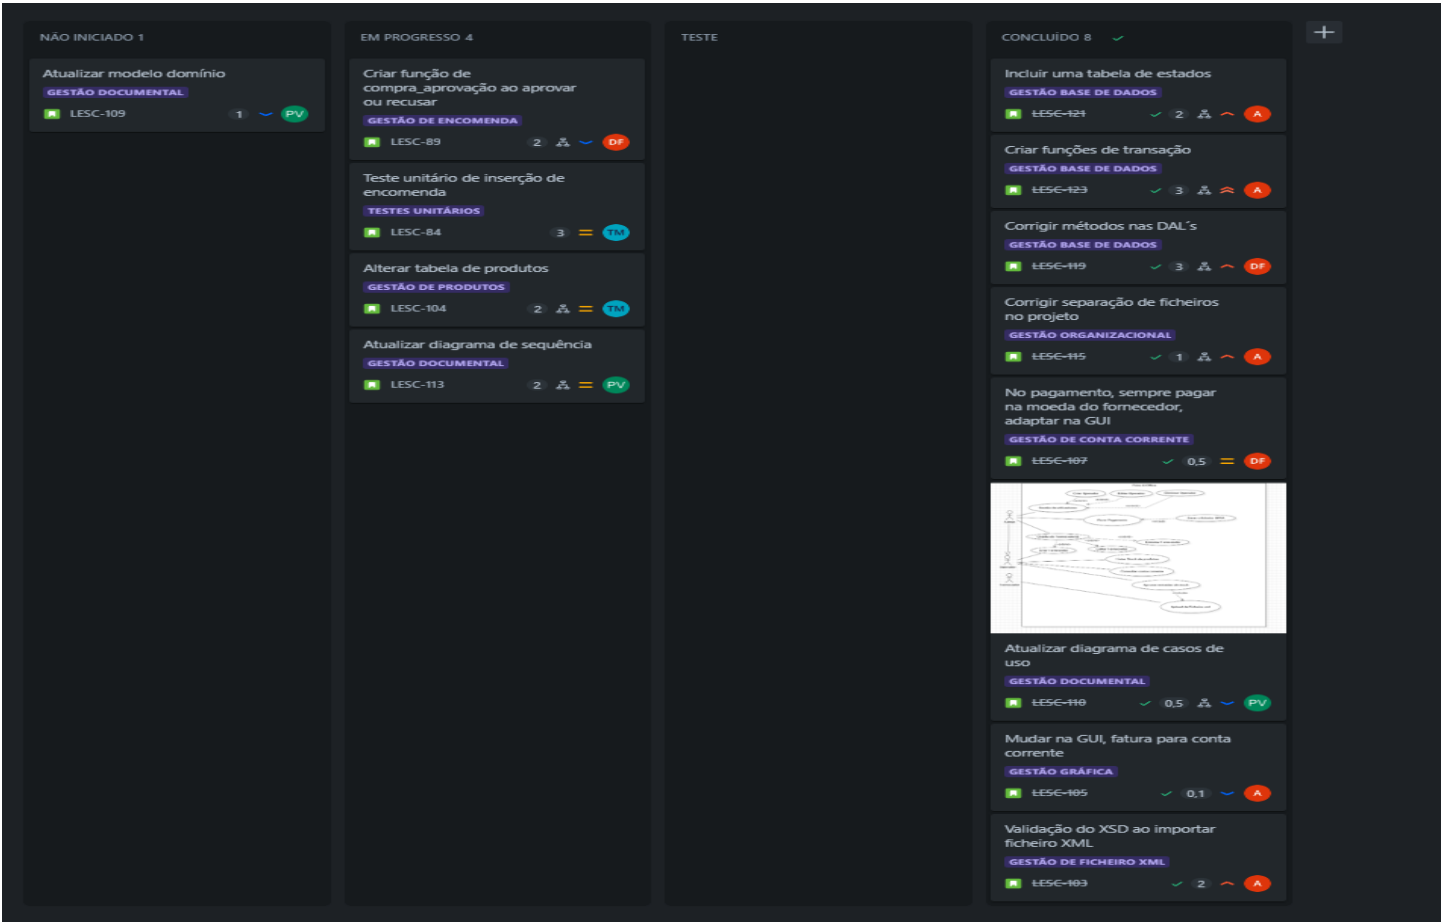 NÃO INICIADO 1
Atualizar modelo domínio
GESTÃO DOCUMENTAL
LESC-109 1 PV
EM PROGRESSO 4
Criar função de
compra_aprovação ao aprovar
ou recusar
GESTÃO DE ENCOMENDA
LESC-89 2 DF
Teste unitário de inserção de
encomenda
TESTES UNITÁRIOS
LESC-84 3 TM
Alterar tabela de produtos
GESTÃO DE PRODUTOS
LESC-104 2 TM
Atualizar diagrama de sequência
GESTÃO DOCUMENTAL
LESC-113 2 PV
TESTE
CONCLUÍDO 8
Incluir uma tabela de estados
GESTÃO BASE DE DADOS
LESC-121 2 A
Criar funções de transação
GESTÃO BASE DE DADOS
LESC-123 3 A
Corrigir métodos nas DAL´s
GESTÃO BASE DE DADOS
LESC-119 3 DF
Corrigir separação de ficheiros
no projeto
GESTÃO ORGANIZACIONAL
LESC-115 1 A
No pagamento, sempre pagar
na moeda do fornecedor,
adaptar na GUI
GESTÃO DE CONTA CORRENTE
LESC-107 0,5 DF
Atualizar diagrama de casos de
uso
GESTÃO DOCUMENTAL
LESC-110 0,5 PV
Mudar na GUI, fatura para conta
corrente
GESTÃO GRÁFICA
LESC-105 0,1 A
Validação do XSD ao importar
ficheiro XML
GESTÃO DE FICHEIRO XML
LESC-103 2 A